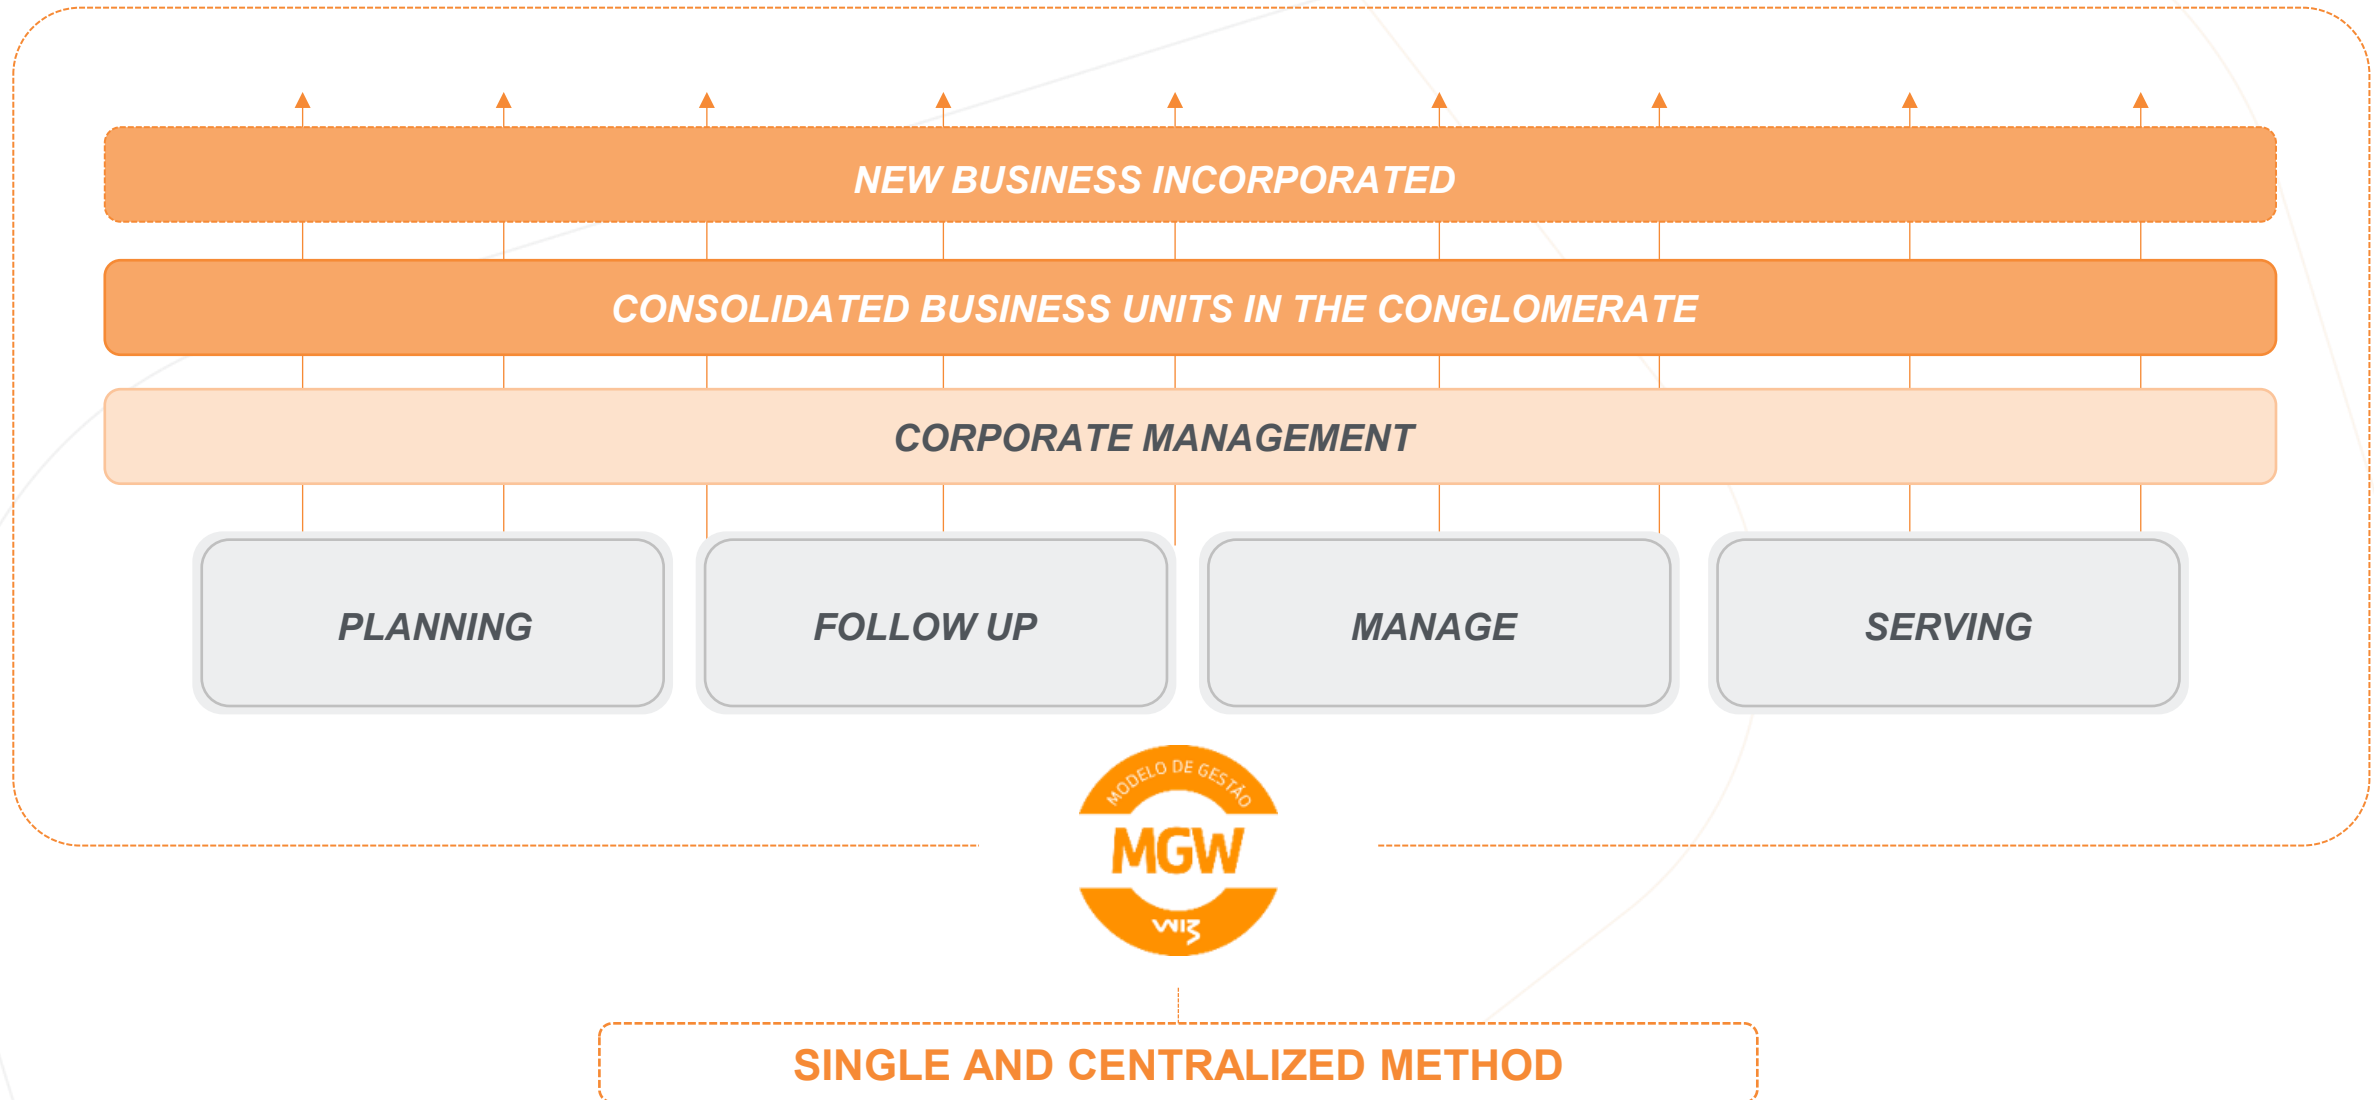 NEW BUSINESS INCORPORATED
CONSOLIDATED BUSINESS UNITS IN THE CONGLOMERATE
CORPORATE MANAGEMENT
PLANNING
FOLLOW UP
MANAGE
SERVING
MODELO DE GESTÃO
MGW
wiz
SINGLE AND CENTRALIZED METHOD